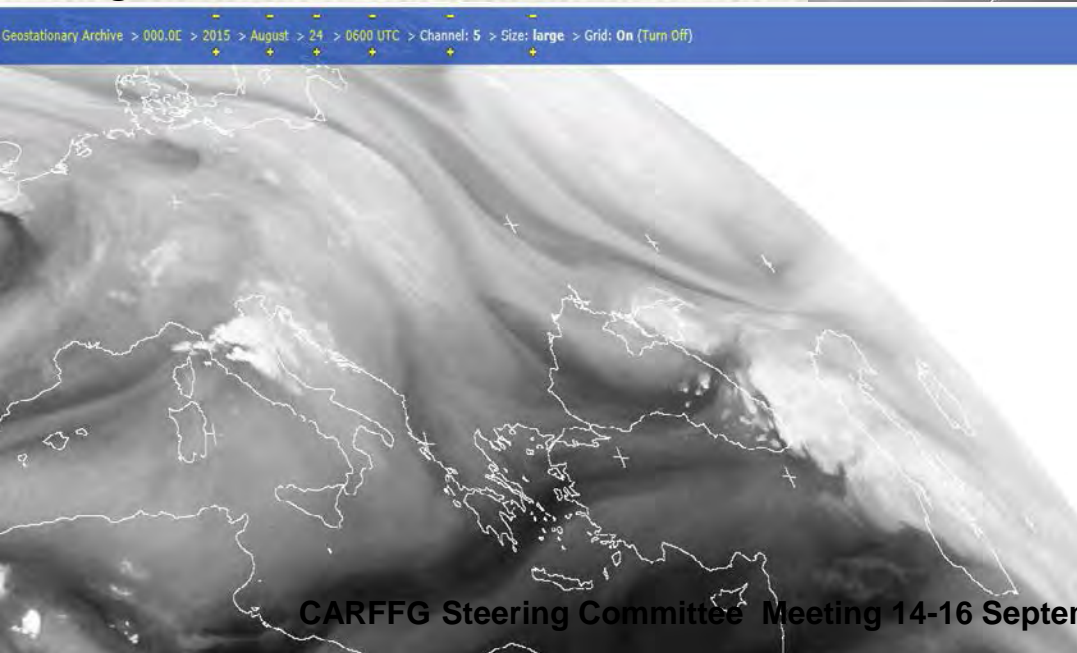 Geostationary Archive > 000.0E > 2015 > August > 24 > 0600 UTC > Channel: 5 > Size: large > Grid: On (Turn Off)
CARFFG Steering Committee Meeting 14-16 Septe